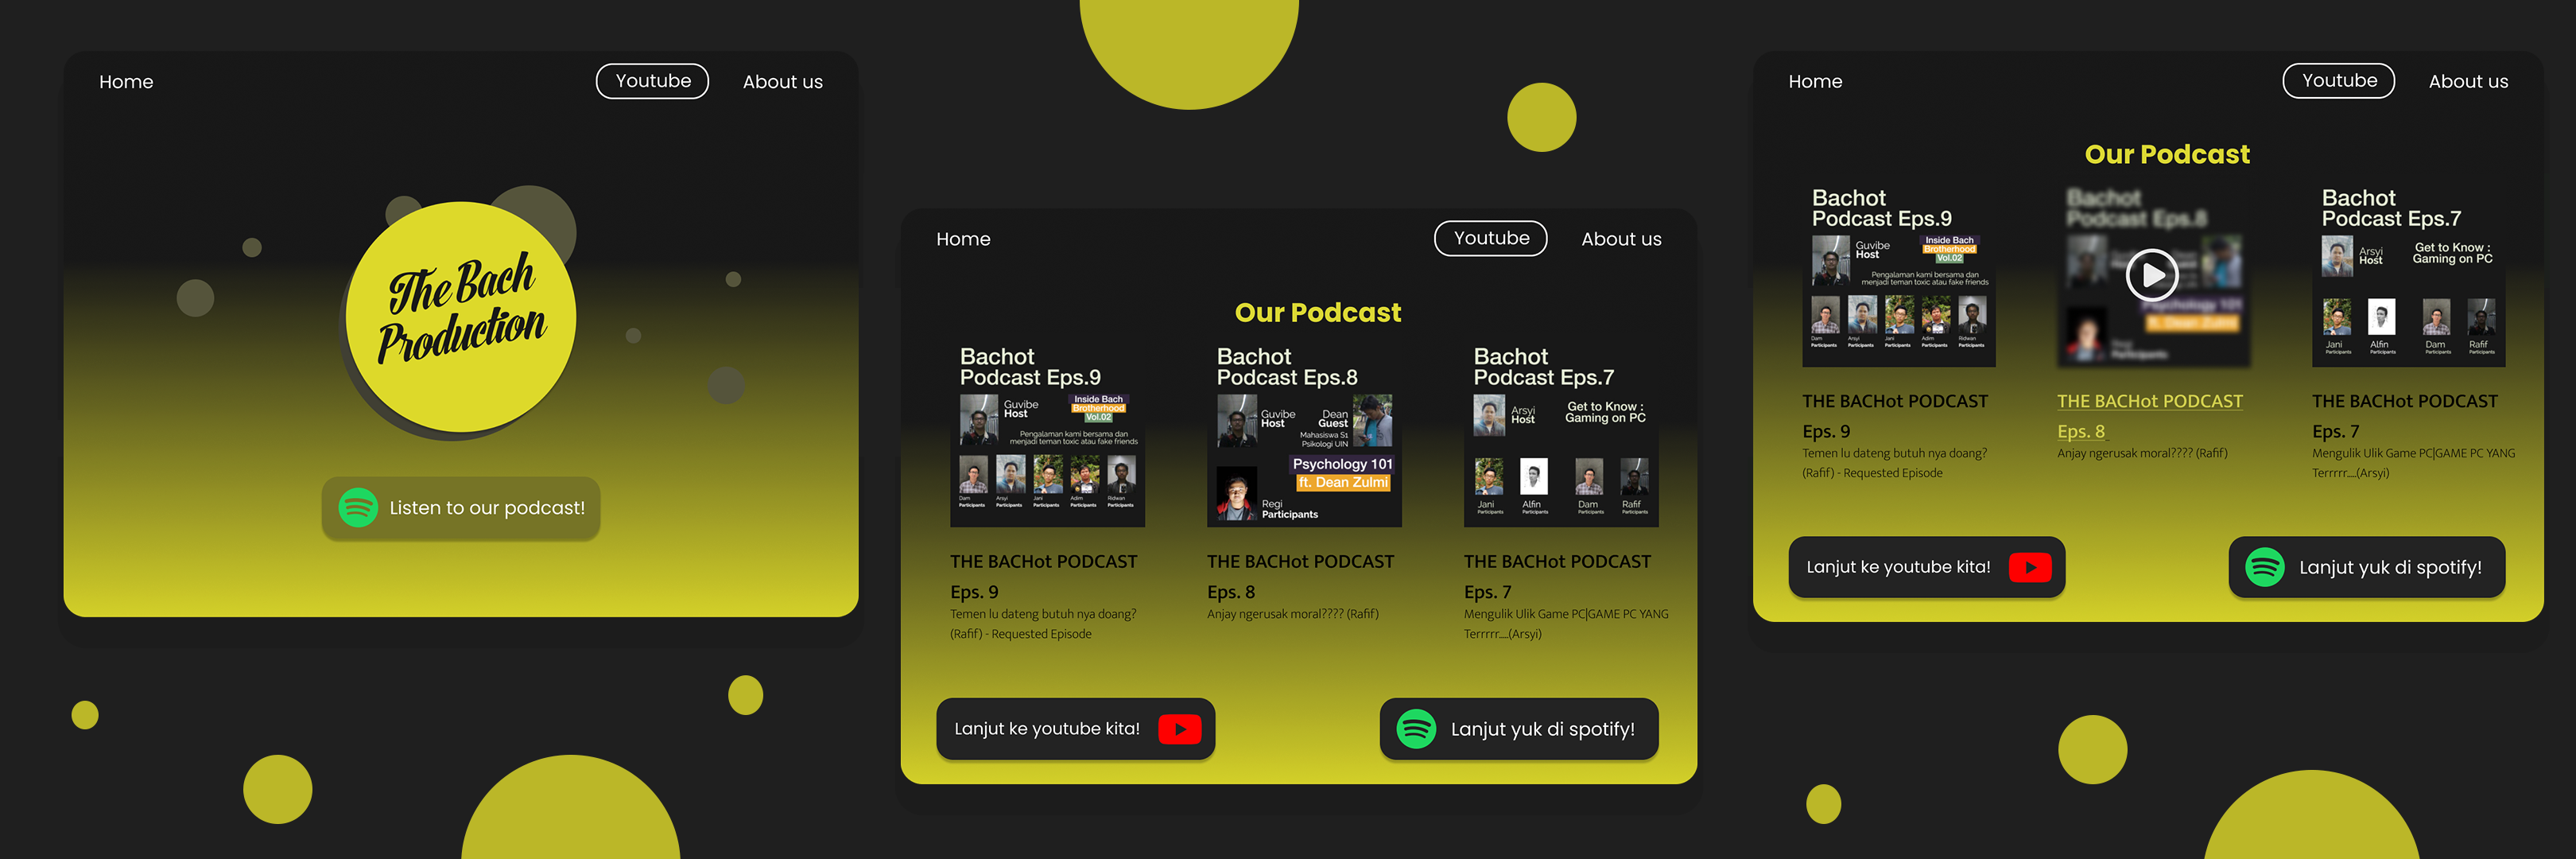 Home
Youtube
About us
The Bach
Production
Listen to our podcast!
Home
Youtube
About us
Our Podcast
Bachot
Podcast Eps.9
Guvibe
Host
Inside Bach
Brotherhood
Vol.02
Pengalaman kami bersama dan
menjadi teman toxic atau fake friends
Dam
Participants
Arsyi
Participants
Jani
Participants
Adim
Participants
Ridwan
Participants
THE BACHot PODCAST
Eps. 9
Temen lu dateng butuh nya doang?
(Rafif) - Requested Episode
Bachot
Podcast Eps.8
Guvibe
Host
Dean
Guest
Mahasiswa S1
Psikologi UIN
Psychology 101
ft. Dean Zulmi
Regi
Participants
THE BACHot PODCAST
Eps. 8
Anjay ngerusak moral???? (Rafif)
Bachot
Podcast Eps.7
Arsyi
Host
Get to Know :
Gaming on PC
Jani
Participants
Alfin
Participants
Dam
Participants
Rafif
Participants
THE BACHot PODCAST
Eps. 7
Mengulik Ulik Game PC|GAME PC YANG
Terrrrr....(Arsyi)
Lanjut ke youtube kita!
Lanjut yuk di spotify!
Home
Youtube
About us
Our Podcast
Bachot
Podcast Eps.9
Guvibe
Host
Inside Bach
Brotherhood
Vol.02
Pengalaman kami bersama dan
menjadi teman toxic atau fake friends
Dam
Participants
Arsyi
Participants
Jani
Participants
Adim
Participants
Ridwan
Participants
THE BACHot PODCAST
Eps. 9
Temen lu dateng butuh nya doang?
(Rafif) - Requested Episode
Bachot
Podcast Eps.8
Psychology 101
ft. Dean Zulmi
Regi
Participants
THE BACHot PODCAST
Eps. 8
Anjay ngerusak moral???? (Rafif)
Bachot
Podcast Eps.7
Arsyi
Host
Get to Know :
Gaming on PC
Jani
Participants
Alfin
Participants
Dam
Participants
Rafif
Participants
THE BACHot PODCAST
Eps. 7
Mengulik Ulik Game PC|GAME PC YANG
Terrrrr....(Arsyi)
Lanjut ke youtube kita!
Lanjut yuk di spotify!